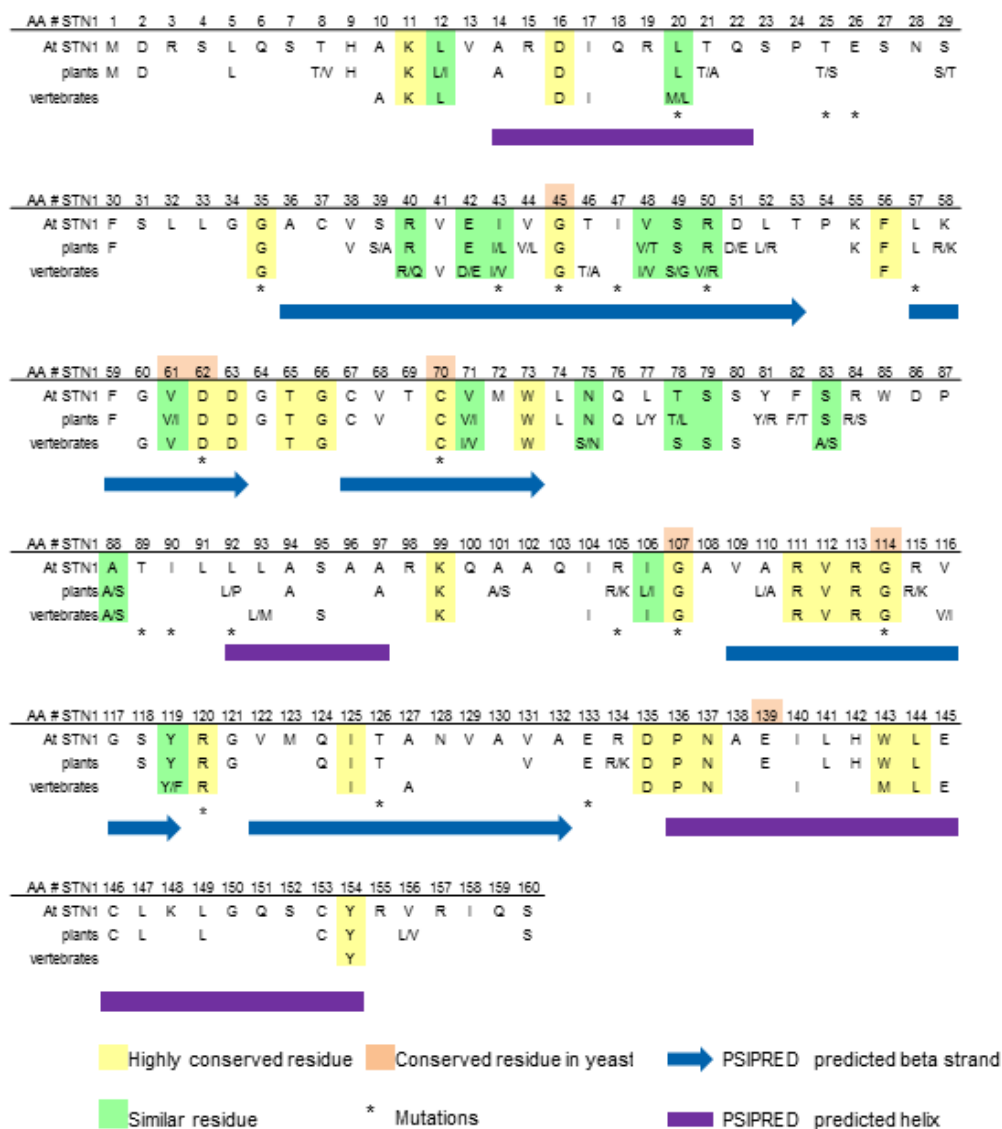 AA # STN1 1 2 3 4 5 6 7 8 9 10 11 12 13 14 15 16 17 18 19 20 21 22 23 24 25 26 27 28 29
At STN1 M D R S L Q S T H A K L V A R D I Q R L T Q S P T E S N S
plants M D L T/V H K L/I A D L T/A T/S S/T
vertebrates A K L D I M/L
* * *
AA # STN1 30 31 32 33 34 35 36 37 38 39 40 41 42 43 44 45 46 47 48 49 50 51 52 53 54 55 56 57 58
At STN1 F S L L G G A C V S R V E I V G T I V S R D L T P K F L K
plants F G V S/A R E I/L V/L G V/T S R D/E L/R K F L R/K
vertebrates G R/Q V D/E I/V G T/A I/V S/G V/R F
* * * * * *
AA # STN1 59 60 61 62 63 64 65 66 67 68 69 70 71 72 73 74 75 76 77 78 79 80 81 82 83 84 85 86 87
At STN1 F G V D D G T G C V T C V M W L N Q L T S S Y F S R W D P
plants F V/I D D G T G C V C V/I W L N Q L/Y T/L Y/R F/T S R/S
vertebrates G V D D T G C I/V W S/N S S S A/S
* *
AA # STN1 88 89 90 91 92 93 94 95 96 97 98 99 100 101 102 103 104 105 106 107 108 109 110 111 112 113 114 115 116
At STN1 A T I L L L A S A A R K Q A A Q I R I G A V A R V R G R V
plants A/S L/P A A K A/S R/K L/I G L/A R V R G R/K
vertebrates A/S L/M S K I I G R V R G V/I
* * * * * *
AA # STN1 117 118 119 120 121 122 123 124 125 126 127 128 129 130 131 132 133 134 135 136 137 138 139 140 141 142 143 144 145
At STN1 G S Y R G V M Q I T A N V A V A E R D P N A E I L H W L E
plants S Y R G Q I T V E R/K D P N E L H W L
vertebrates Y/F R I A D P N I M L E
* * *
AA # STN1 146 147 148 149 150 151 152 153 154 155 156 157 158 159 160
At STN1 C L K L G Q S C Y R V R I Q S
plants C L L C Y L/V S
vertebrates Y
Highly conserved residue Conserved residue in yeast PSIPRED predicted beta strand
Similar residue * Mutations PSIPRED predicted helix